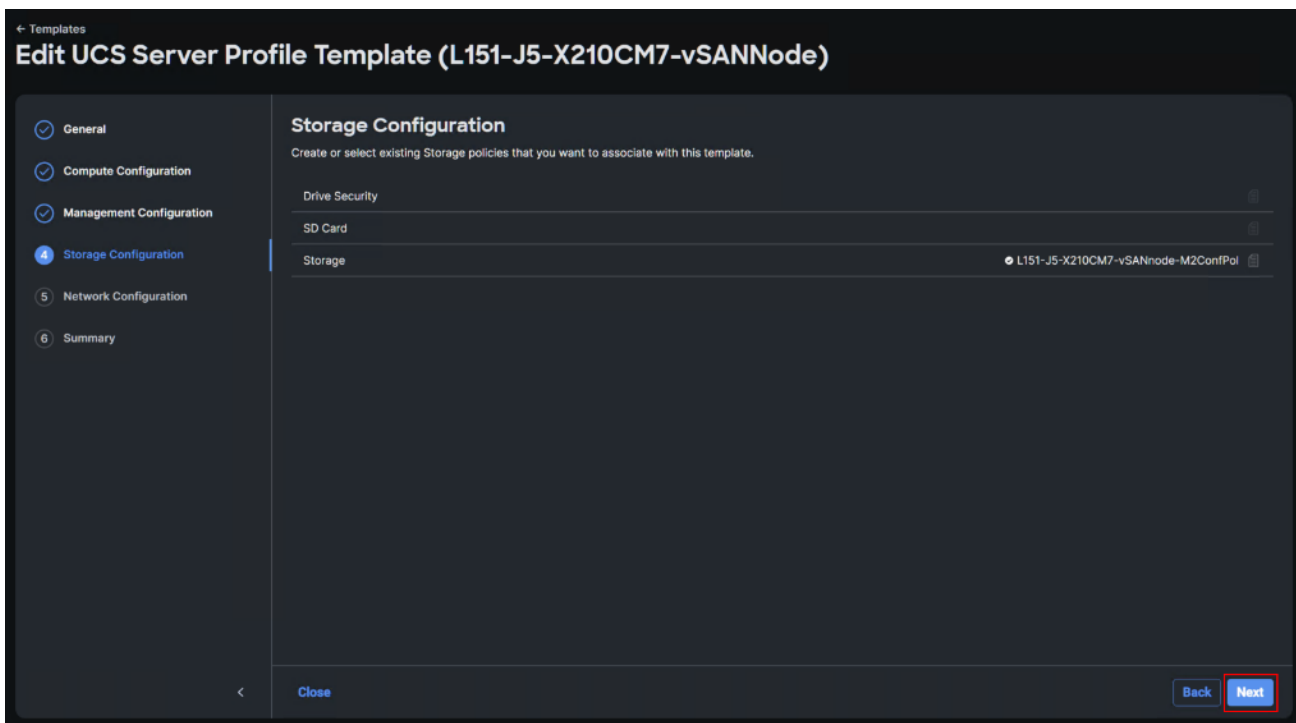 ← Templates
Edit UCS Server Profile Template (L151-J5-X210CM7-vSANNode)
General
Compute Configuration
Management Configuration
4 Storage Configuration
5 Network Configuration
6 Summary
Storage Configuration
Create or select existing Storage policies that you want to associate with this template.
Drive Security
SD Card
Storage L151-J5-X210CM7-vSANnode-M2ConfPol
Close
Back
Next